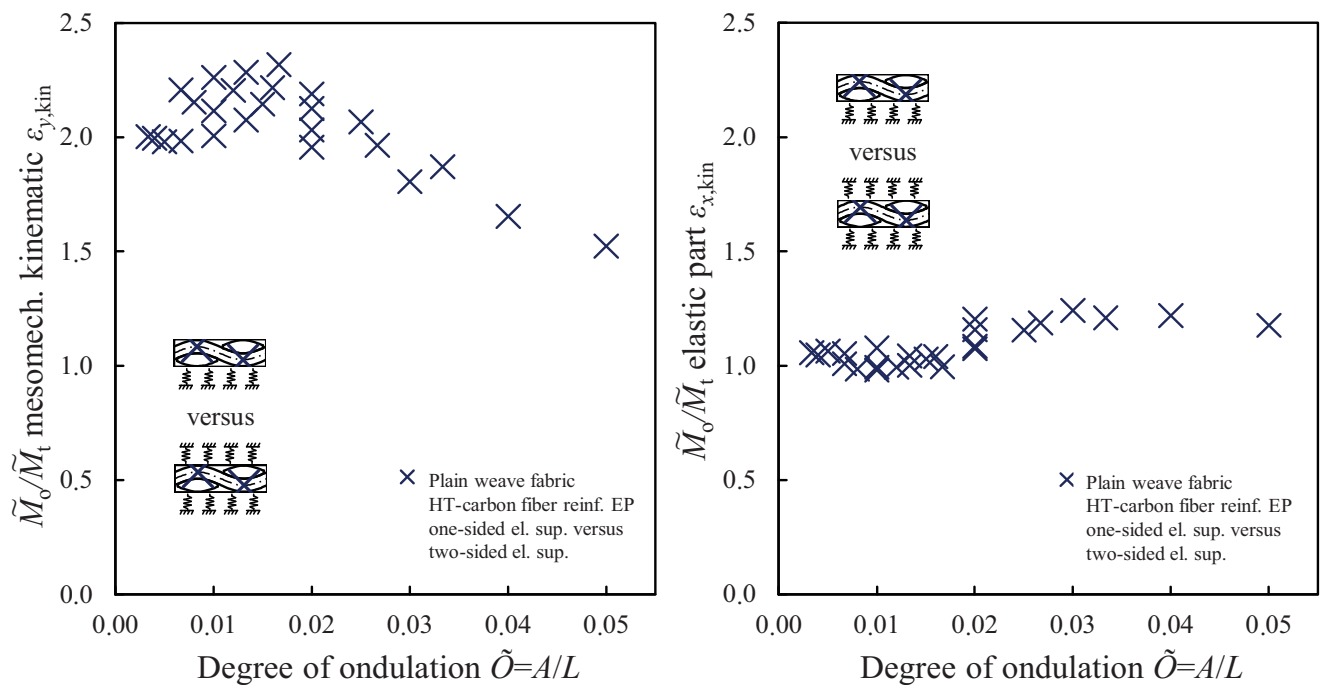 2.5
2.0
1.5
1.0
0.5
0.0
0.00 0.01 0.02 0.03 0.04 0.05
M̃ₒ/M̃ₜ mesomech. kinematic εy,kin
Degree of ondulation Õ=A/L
versus
Plain weave fabric
HT-carbon fiber reinf. EP
one-sided el. sup. versus
two-sided el. sup.
2.5
2.0
1.5
1.0
0.5
0.0
0.00 0.01 0.02 0.03 0.04 0.05
M̃ₒ/M̃ₜ elastic part εx,kin
Degree of ondulation Õ=A/L
versus
Plain weave fabric
HT-carbon fiber reinf. EP
one-sided el. sup. versus
two-sided el. sup.